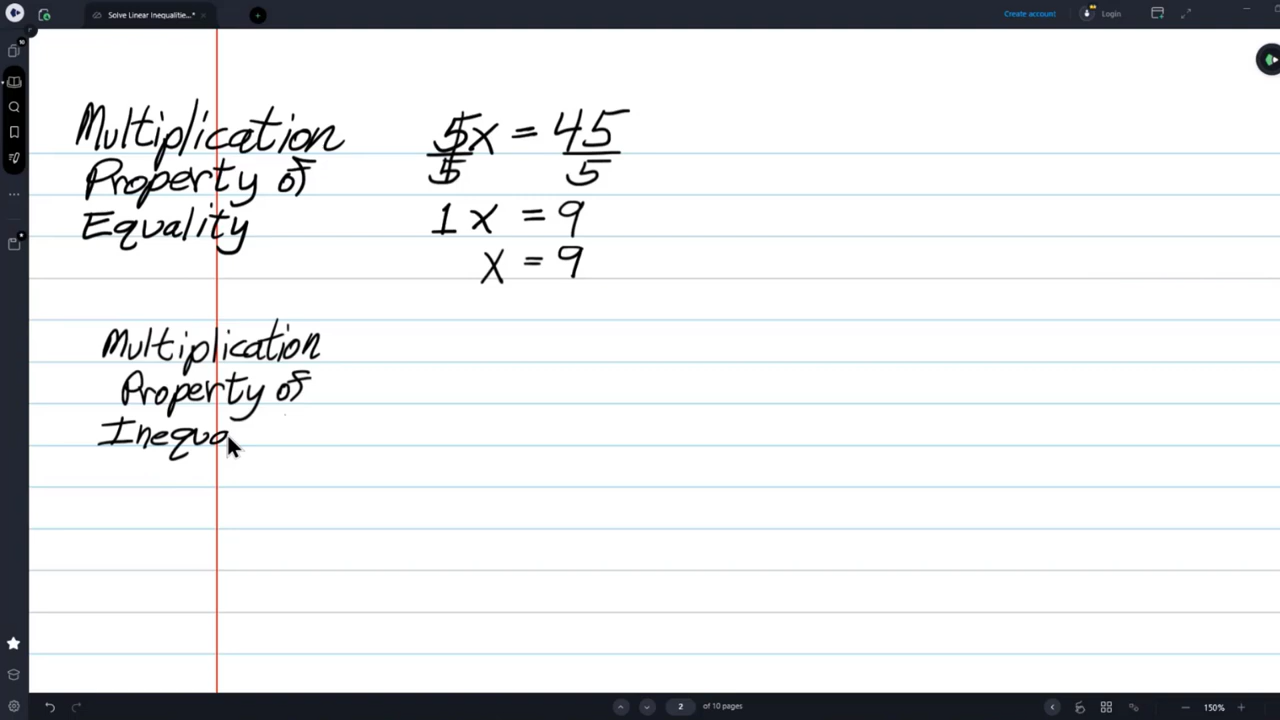 Solve Linear Inequalitie...*
Create account
Login
Multiplication
Property of
Equality
5x = 45
5 5
1x = 9
x = 9
Multiplication
Property of
Inequa
2 of 10 pages
150%